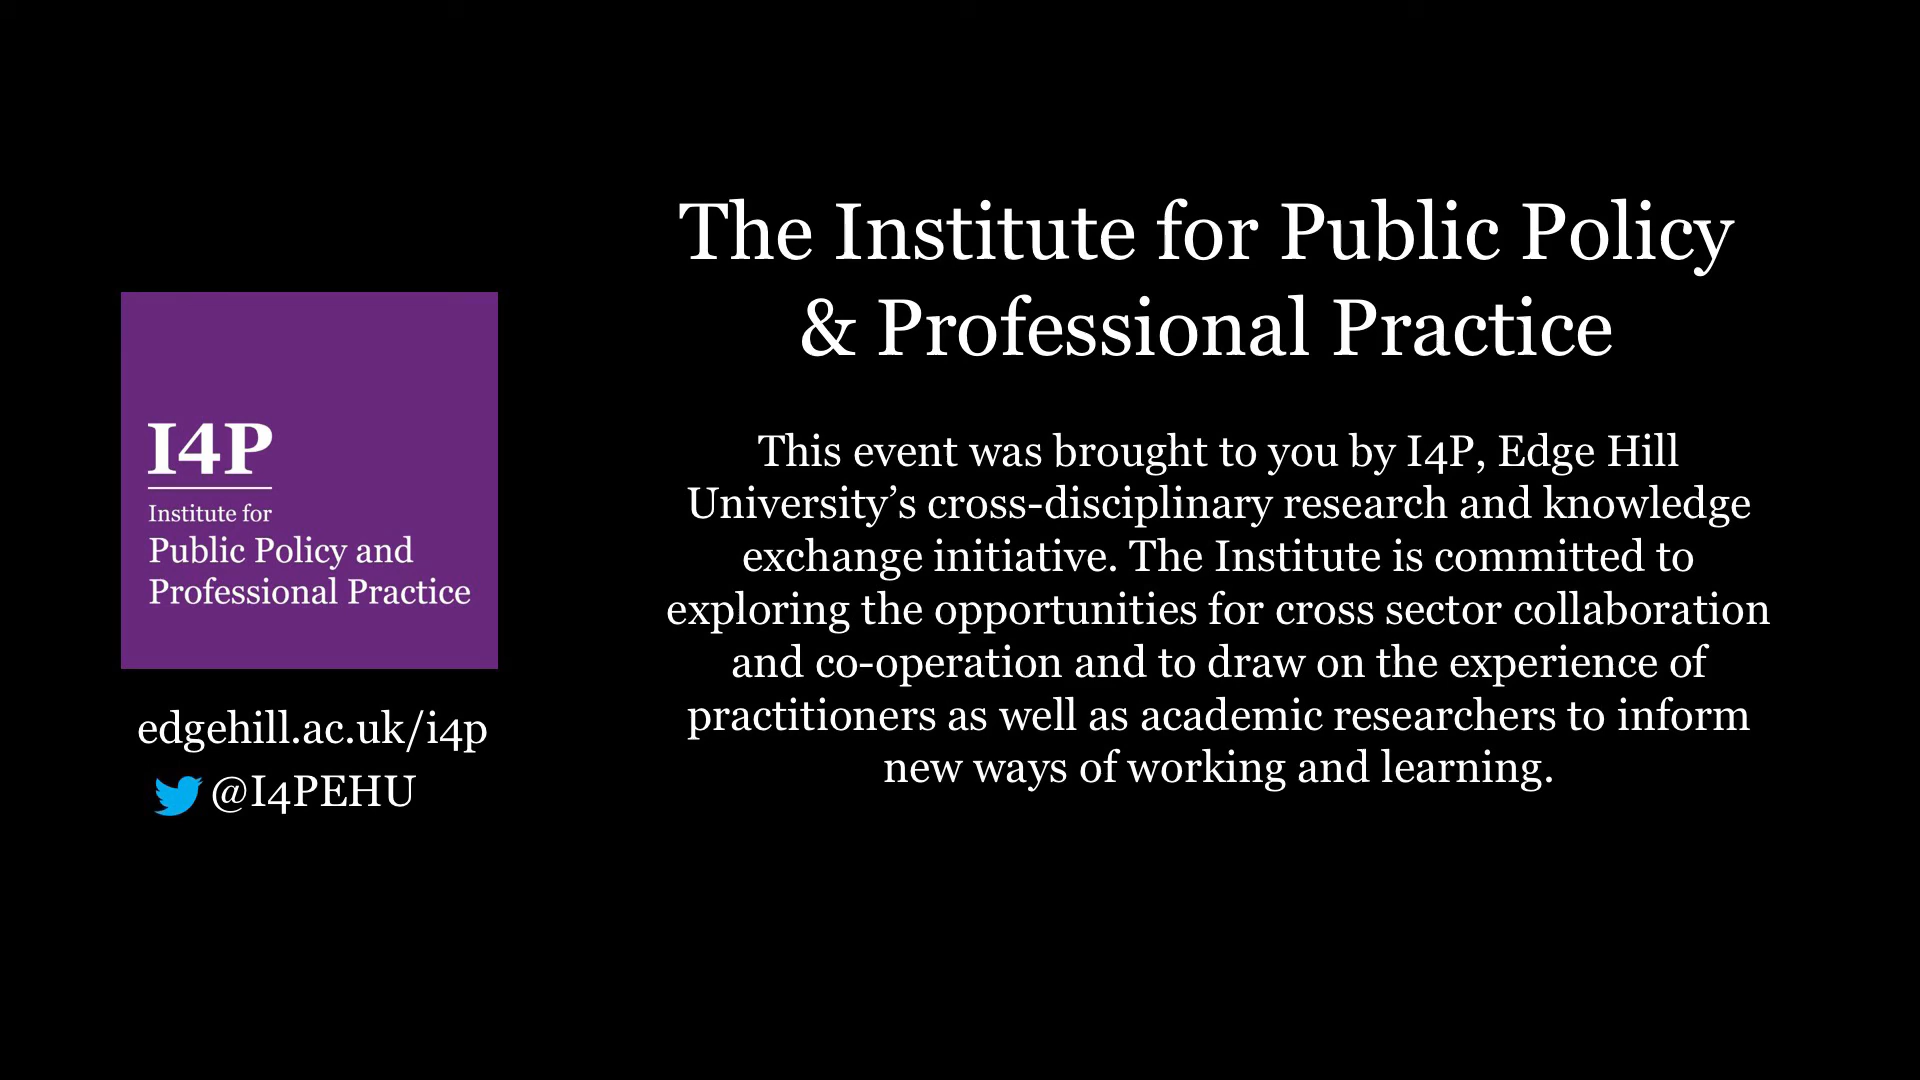 The Institute for Public Policy
& Professional Practice
I4P
Institute for
Public Policy and
Professional Practice
edgehill.ac.uk/i4p
@I4PEHU
This event was brought to you by I4P, Edge Hill
University’s cross-disciplinary research and knowledge
exchange initiative. The Institute is committed to
exploring the opportunities for cross sector collaboration
and co-operation and to draw on the experience of
practitioners as well as academic researchers to inform
new ways of working and learning.